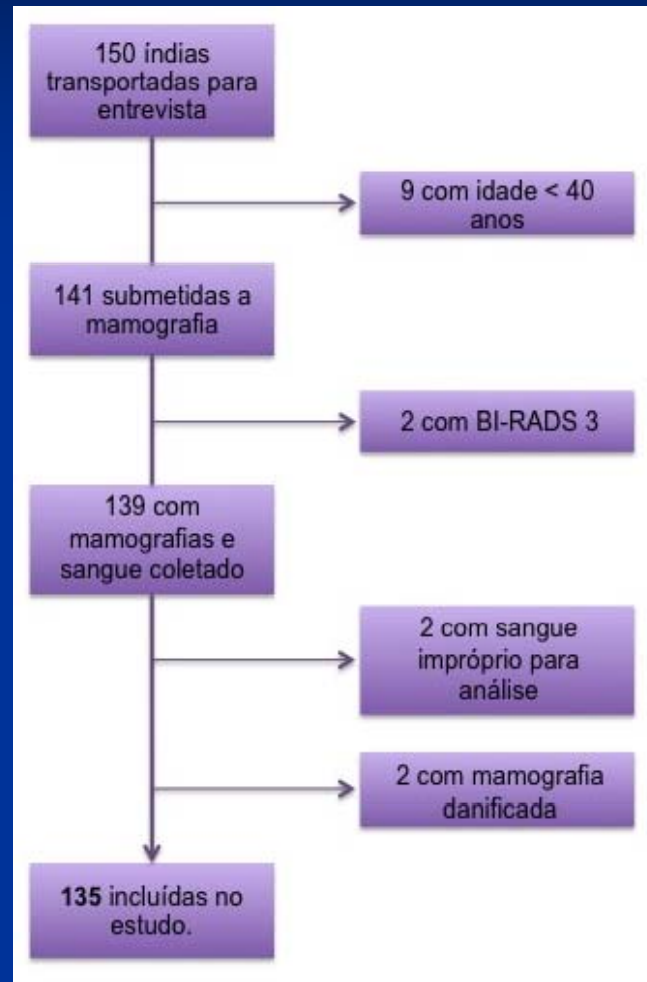 150 índias
transportadas para
entrevista
9 com idade < 40
anos
141 submetidas a
mamografia
2 com BI-RADS 3
139 com
mamografias e
sangue coletado
2 com sangue
impróprio para
análise
2 com mamografia
danificada
135 incluídas no
estudo.